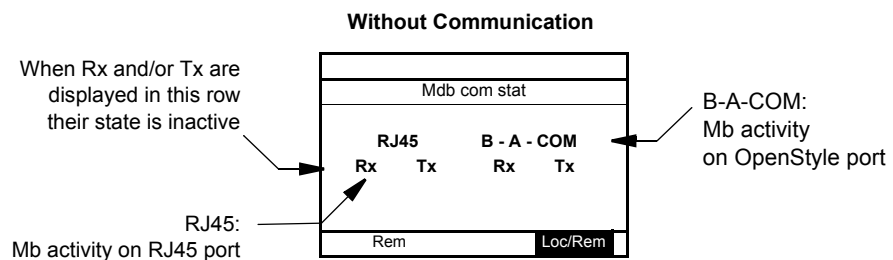 Without Communication
When Rx and/or Tx are
displayed in this row
their state is inactive
Mdb com stat
RJ45 B - A - COM
Rx Tx Rx Tx
B-A-COM:
Mb activity
on OpenStyle port
RJ45:
Mb activity on RJ45 port
Rem Loc/Rem